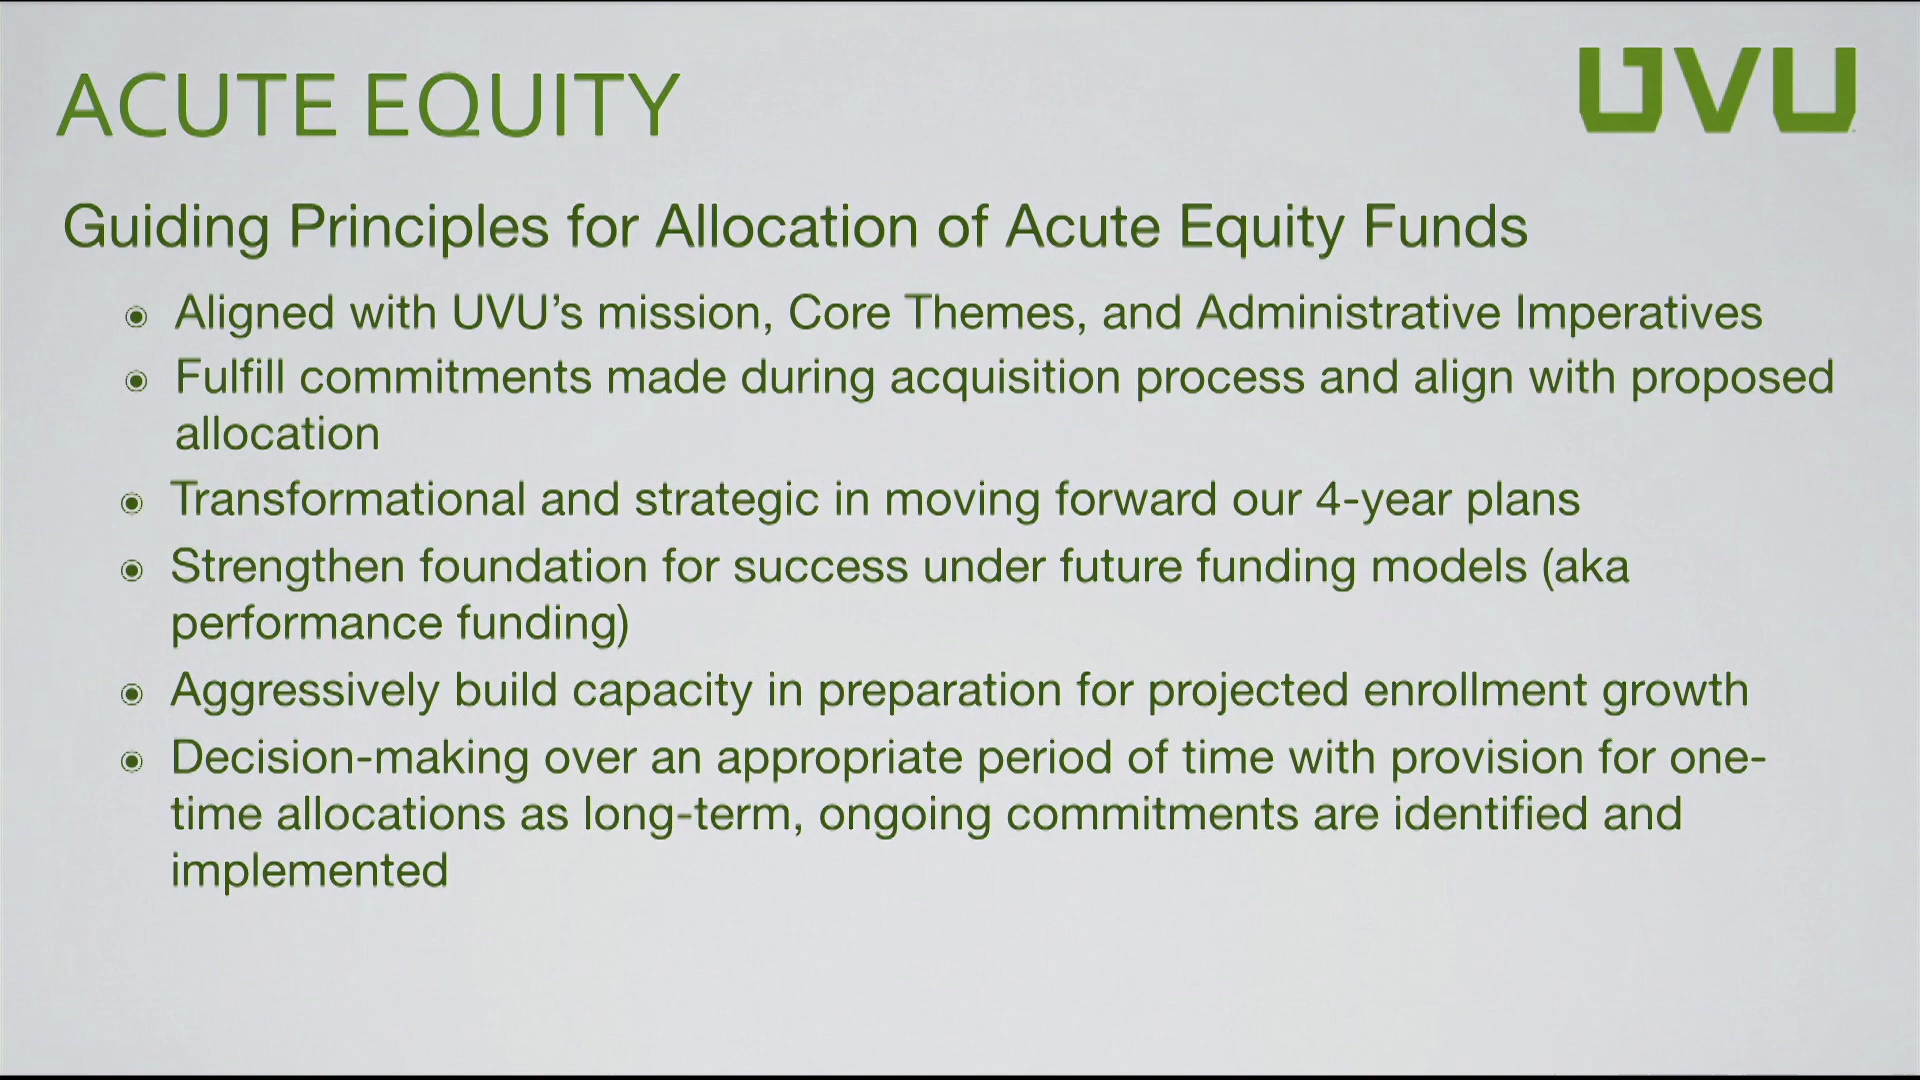 ACUTE EQUITY
UVU
Guiding Principles for Allocation of Acute Equity Funds
Aligned with UVU's mission, Core Themes, and Administrative Imperatives
Fulfill commitments made during acquisition process and align with proposed
allocation
Transformational and strategic in moving forward our 4-year plans
Strengthen foundation for success under future funding models (aka
performance funding)
Aggressively build capacity in preparation for projected enrollment growth
Decision-making over an appropriate period of time with provision for one-
time allocations as long-term, ongoing commitments are identified and
implemented